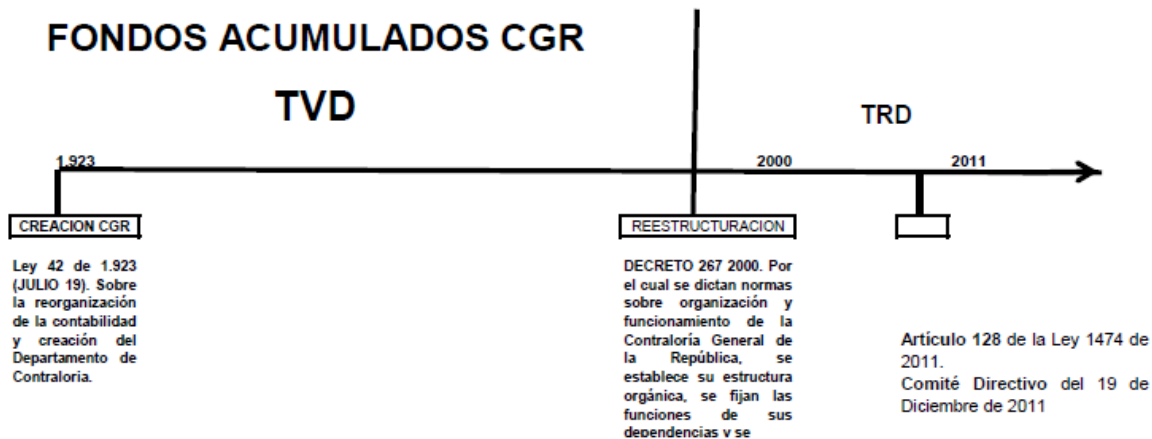 FONDOS ACUMULADOS CGR
TVD
TRD
1.923
2000
2011
CREACION CGR
Ley 42 de 1.923
(JULIO 19). Sobre
la reorganización
de la contabilidad
y creación del
Departamento de
Contraloria.
REESTRUCTURACION
DECRETO 267 2000. Por
el cual se dictan normas
sobre organización y
funcionamiento de la
Contraloría General de
la República, se
establece su estructura
orgánica, se fijan las
funciones de sus
dependencias y se
Artículo 128 de la Ley 1474 de
2011.
Comité Directivo del 19 de
Diciembre de 2011